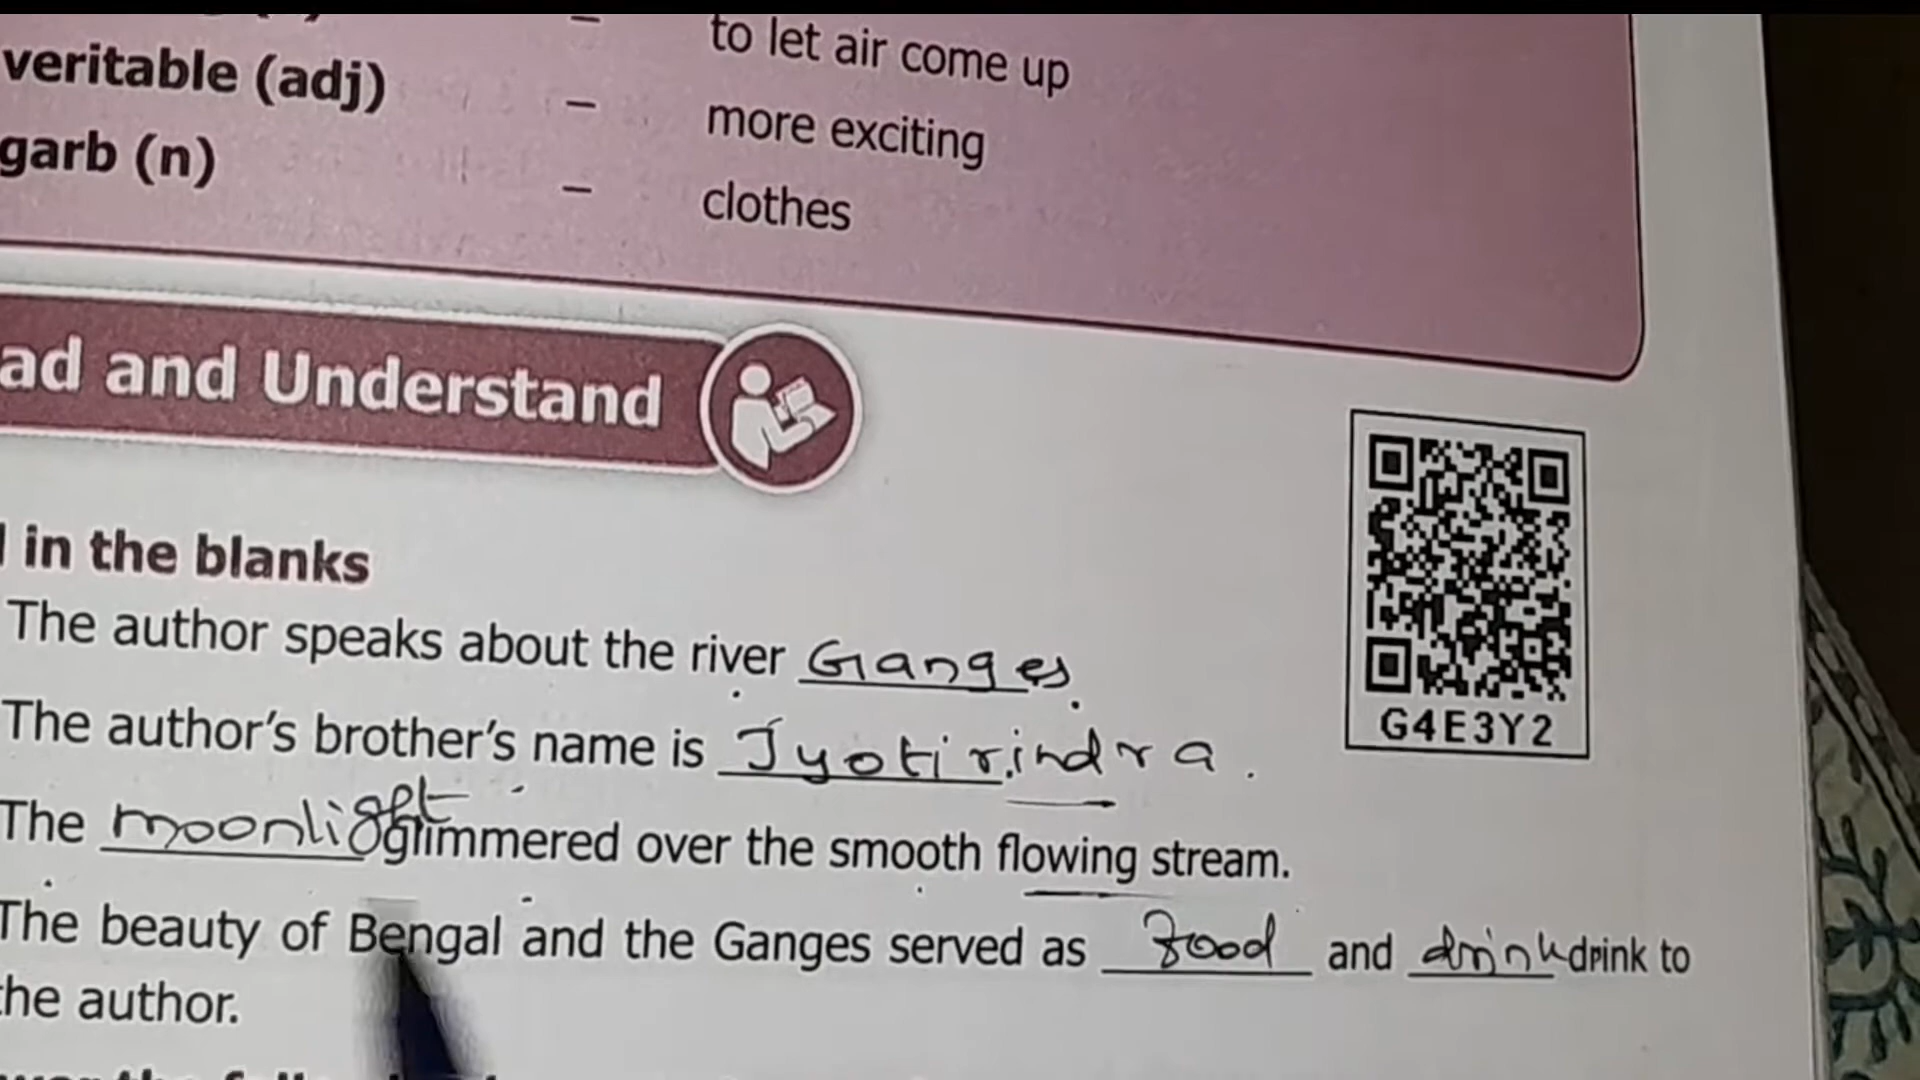 – to let air come up
veritable (adj) – more exciting
garb (n) – clothes
ad and Understand
in the blanks
The author speaks about the river Ganges.
The author's brother's name is Jyotirindra.
The moonlight glimmered over the smooth flowing stream.
The beauty of Bengal and the Ganges served as food and drink drink to
the author.
G4E3Y2